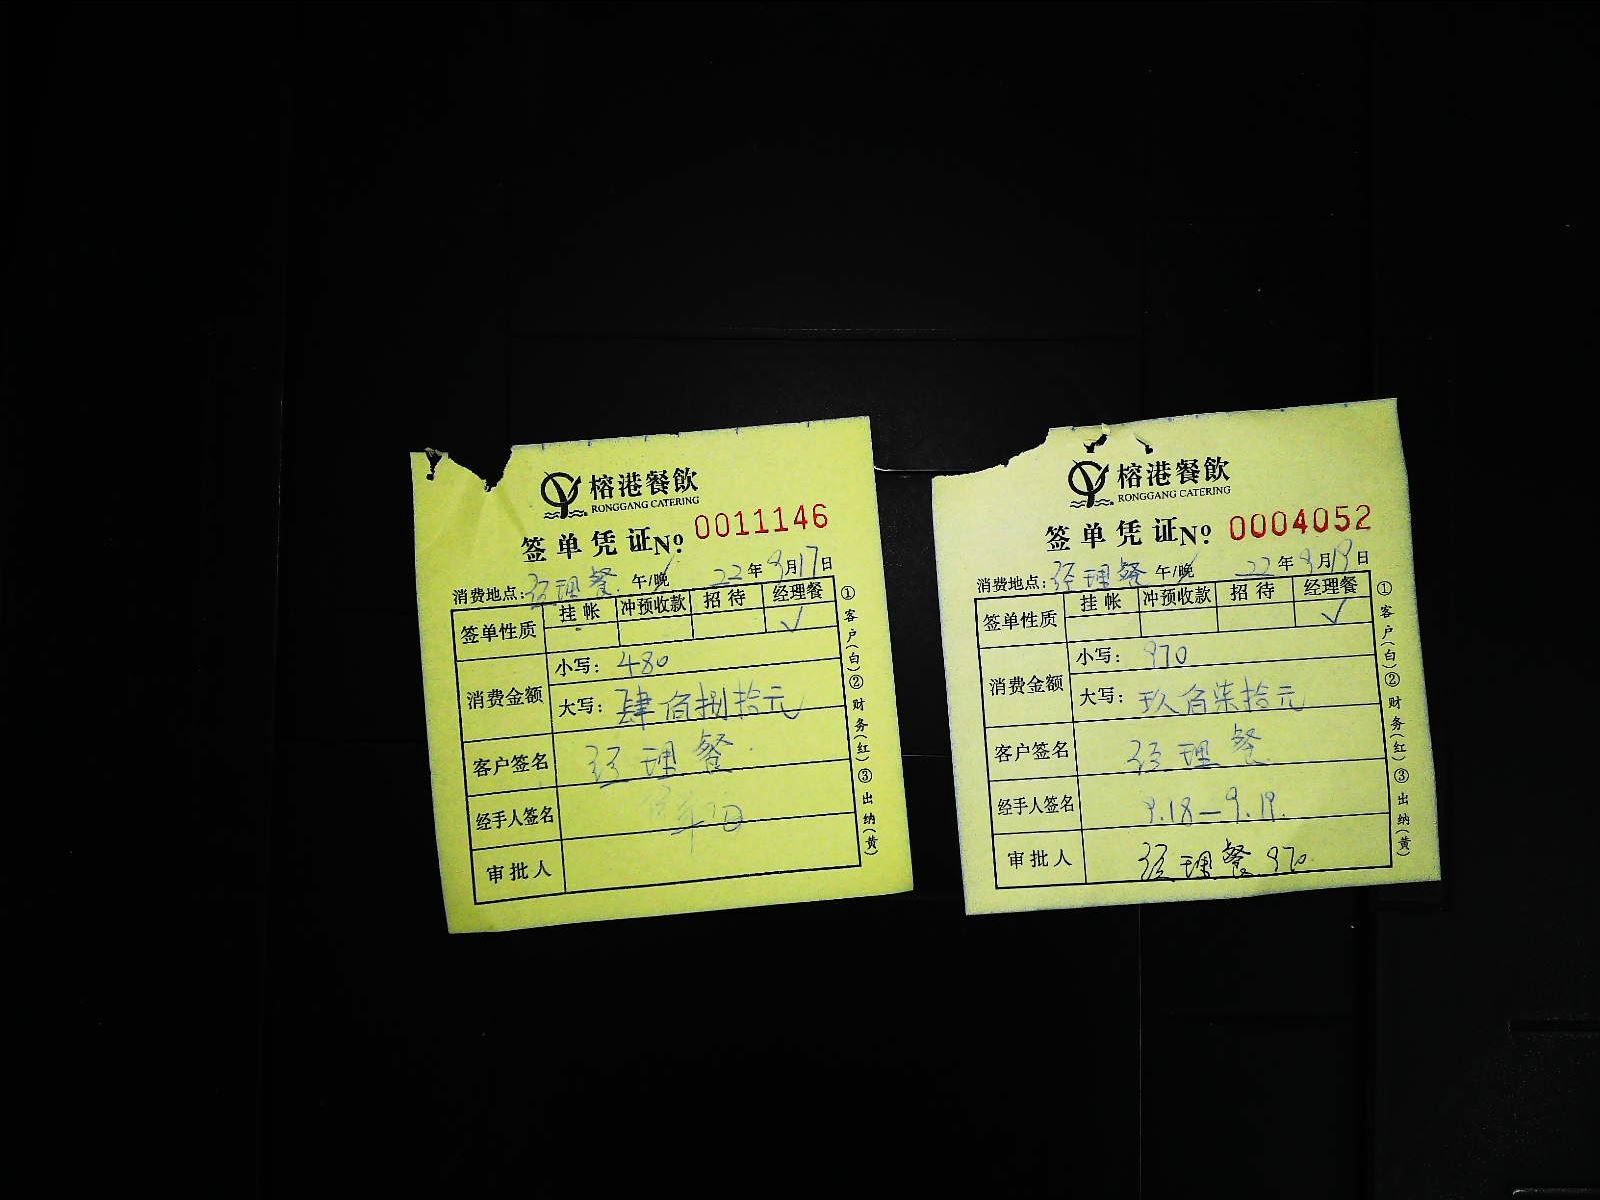 榕港餐飲
RONGGANG CATERING
签单凭证 No 0011146
消费地点: 经理餐 午/晚 22年9月17日
签单性质 挂帐 冲预收款 招待 经理餐
✓
消费金额 小写: 480
大写: 肆佰捌拾元
客户签名 经理餐
经手人签名
审批人
①客户(白)②财务(红)③出纳(黄)
榕港餐飲
RONGGANG CATERING
签单凭证 No 0004052
消费地点: 经理餐 午/晚 22年9月19日
签单性质 挂帐 冲预收款 招待 经理餐
✓
消费金额 小写: 970
大写: 玖佰柒拾元
客户签名 经理餐
经手人签名 9.18-9.19.
审批人 经理餐 970.
①客户(白)②财务(红)③出纳(黄)